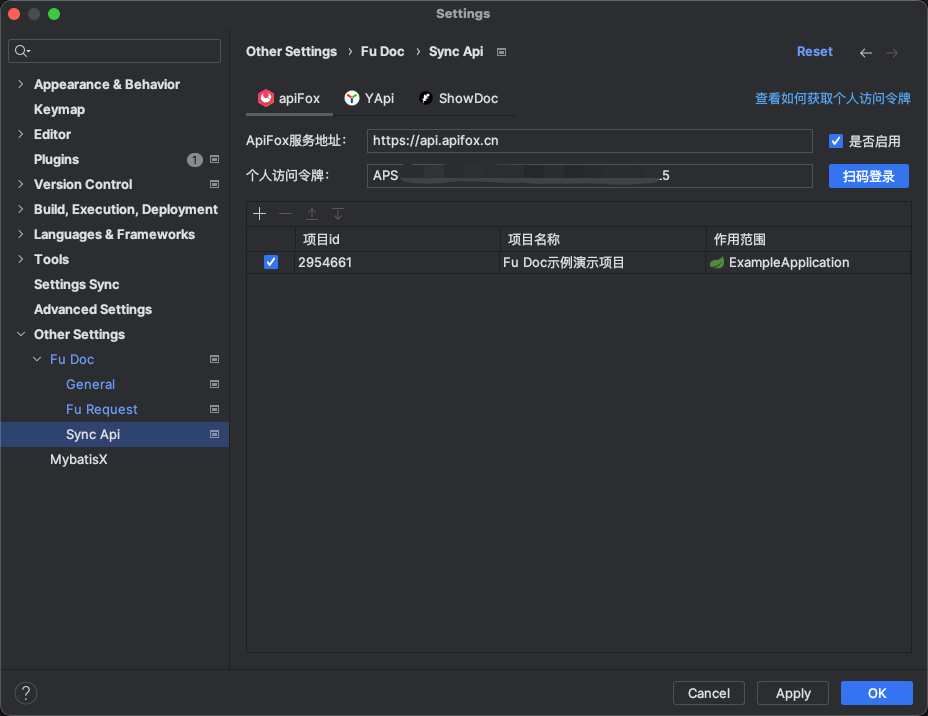 Settings
Appearance & Behavior
Keymap
Editor
Plugins 1
Version Control
Build, Execution, Deployment
Languages & Frameworks
Tools
Settings Sync
Advanced Settings
Other Settings
Fu Doc
General
Fu Request
Sync Api
MybatisX
Other Settings › Fu Doc › Sync Api
Reset
apiFox YApi ShowDoc
查看如何获取个人访问令牌
ApiFox服务地址: https://api.apifox.cn 是否启用
个人访问令牌: APS .5 扫码登录
项目id 项目名称 作用范围
2954661 Fu Doc示例演示项目 ExampleApplication
? Cancel Apply OK